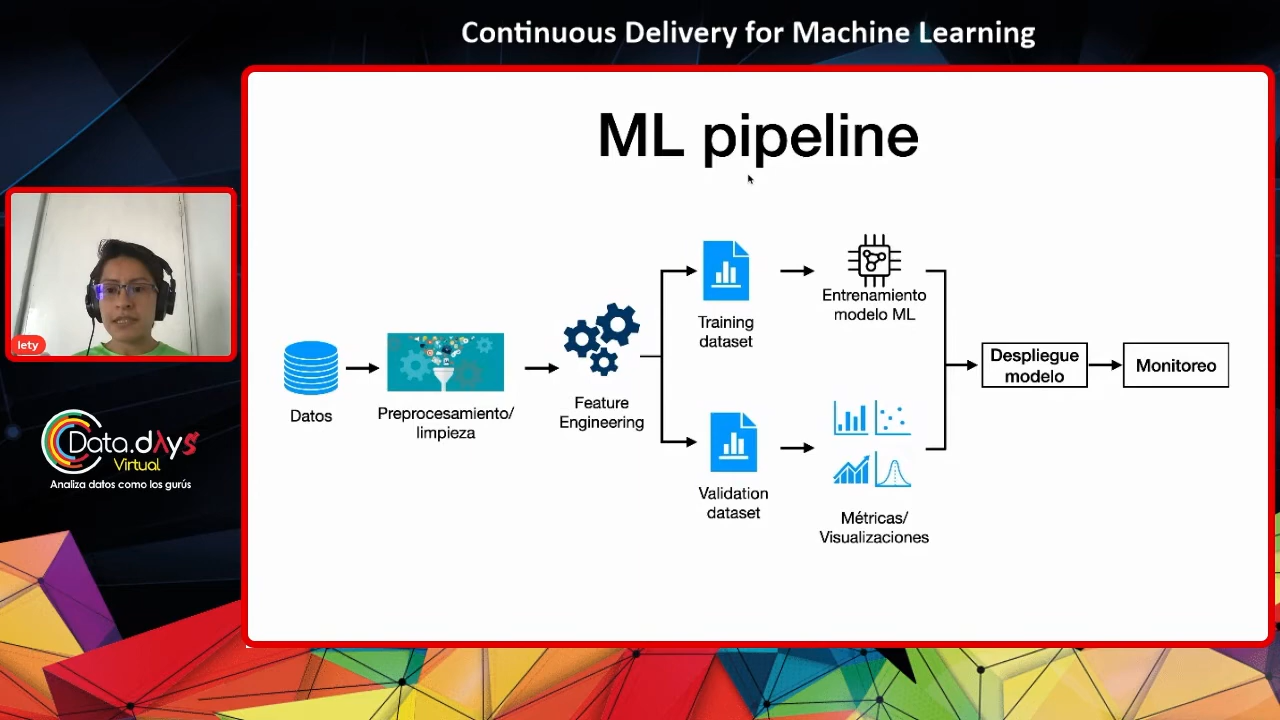 Continuous Delivery for Machine Learning
ML pipeline
lety
Data.dAys
Virtual
Analiza datos como los gurús
Datos
Preprocesamiento/
limpieza
Feature
Engineering
Training
dataset
Entrenamiento
modelo ML
Validation
dataset
Métricas/
Visualizaciones
Despliegue
modelo
Monitoreo